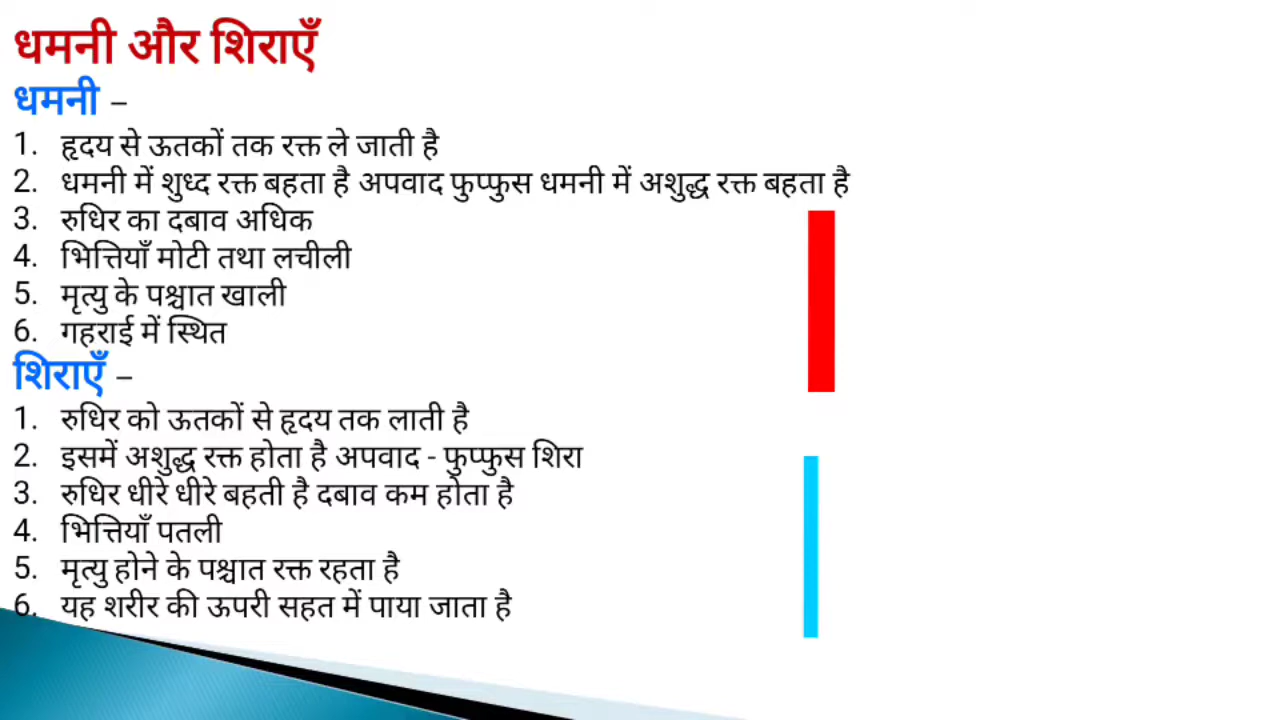 धमनी और शिराएँ
धमनी –
1. हृदय से ऊतकों तक रक्त ले जाती है
2. धमनी में शुध्द रक्त बहता है अपवाद फुप्फुस धमनी में अशुद्ध रक्त बहता है
3. रुधिर का दबाव अधिक
4. भित्तियाँ मोटी तथा लचीली
5. मृत्यु के पश्चात खाली
6. गहराई में स्थित
शिराएँ –
1. रुधिर को ऊतकों से हृदय तक लाती है
2. इसमें अशुद्ध रक्त होता है अपवाद - फुप्फुस शिरा
3. रुधिर धीरे धीरे बहती है दबाव कम होता है
4. भित्तियाँ पतली
5. मृत्यु होने के पश्चात रक्त रहता है
6. यह शरीर की ऊपरी सहत में पाया जाता है